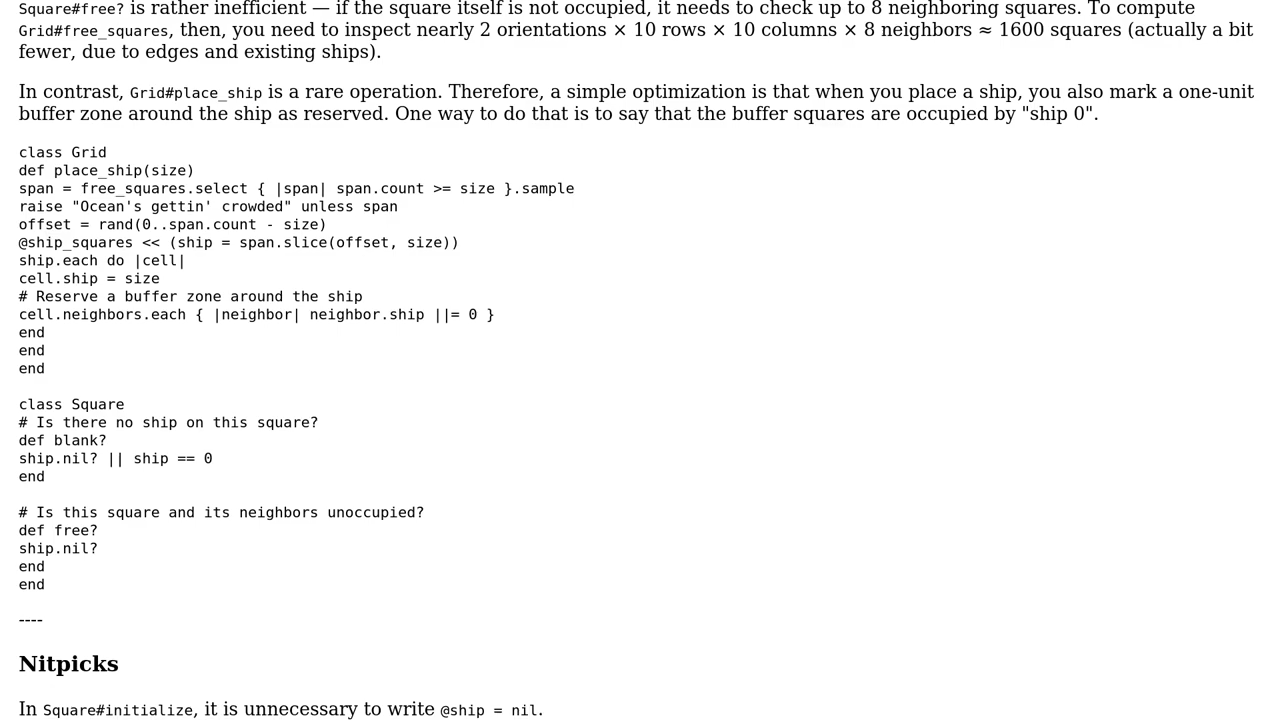 Square#free? is rather inefficient — if the square itself is not occupied, it needs to check up to 8 neighboring squares. To compute
Grid#free_squares, then, you need to inspect nearly 2 orientations × 10 rows × 10 columns × 8 neighbors ≈ 1600 squares (actually a bit
fewer, due to edges and existing ships).
In contrast, Grid#place_ship is a rare operation. Therefore, a simple optimization is that when you place a ship, you also mark a one-unit
buffer zone around the ship as reserved. One way to do that is to say that the buffer squares are occupied by "ship 0".
class Grid
def place_ship(size)
span = free_squares.select { |span| span.count >= size }.sample
raise "Ocean's gettin' crowded" unless span
offset = rand(0..span.count - size)
@ship_squares << (ship = span.slice(offset, size))
ship.each do |cell|
cell.ship = size
# Reserve a buffer zone around the ship
cell.neighbors.each { |neighbor| neighbor.ship ||= 0 }
end
end
end
class Square
# Is there no ship on this square?
def blank?
ship.nil? || ship == 0
end
# Is this square and its neighbors unoccupied?
def free?
ship.nil?
end
end
----
Nitpicks
In Square#initialize, it is unnecessary to write @ship = nil.